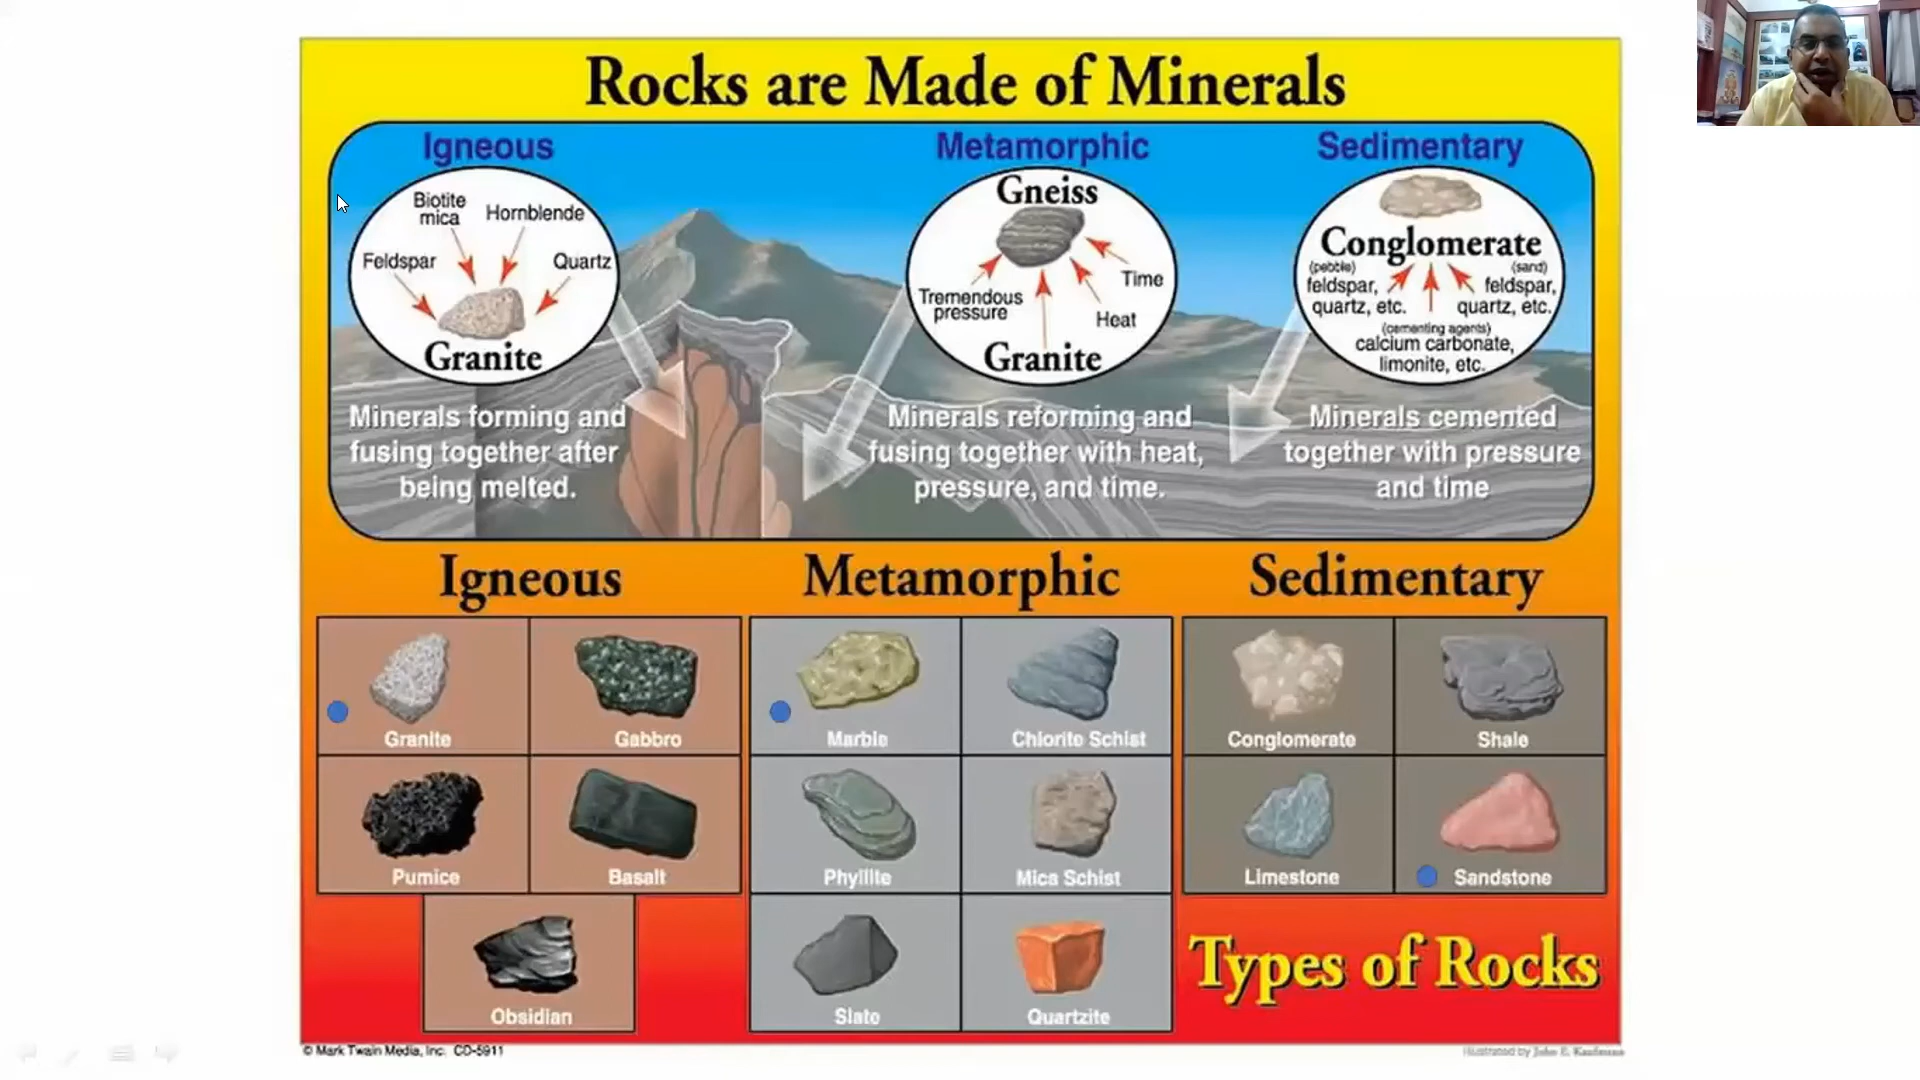 Rocks are Made of Minerals
Igneous
Biotite
mica
Hornblende
Feldspar
Quartz
Granite
Minerals forming and
fusing together after
being melted.
Metamorphic
Gneiss
Tremendous
pressure
Time
Heat
Granite
Minerals reforming and
fusing together with heat,
pressure, and time.
Sedimentary
Conglomerate
(pebble)
feldspar,
quartz, etc.
(sand)
feldspar,
quartz, etc.
(cementing agents)
calcium carbonate,
limonite, etc.
Minerals cemented
together with pressure
and time
Igneous
Granite
Gabbro
Pumice
Basalt
Obsidian
Metamorphic
Marble
Chlorite Schist
Phyllite
Mica Schist
Slate
Quartzite
Sedimentary
Conglomerate
Shale
Limestone
Sandstone
Types of Rocks
© Mark Twain Media, Inc. CD-5911
Illustrated by John E. Kaufmann